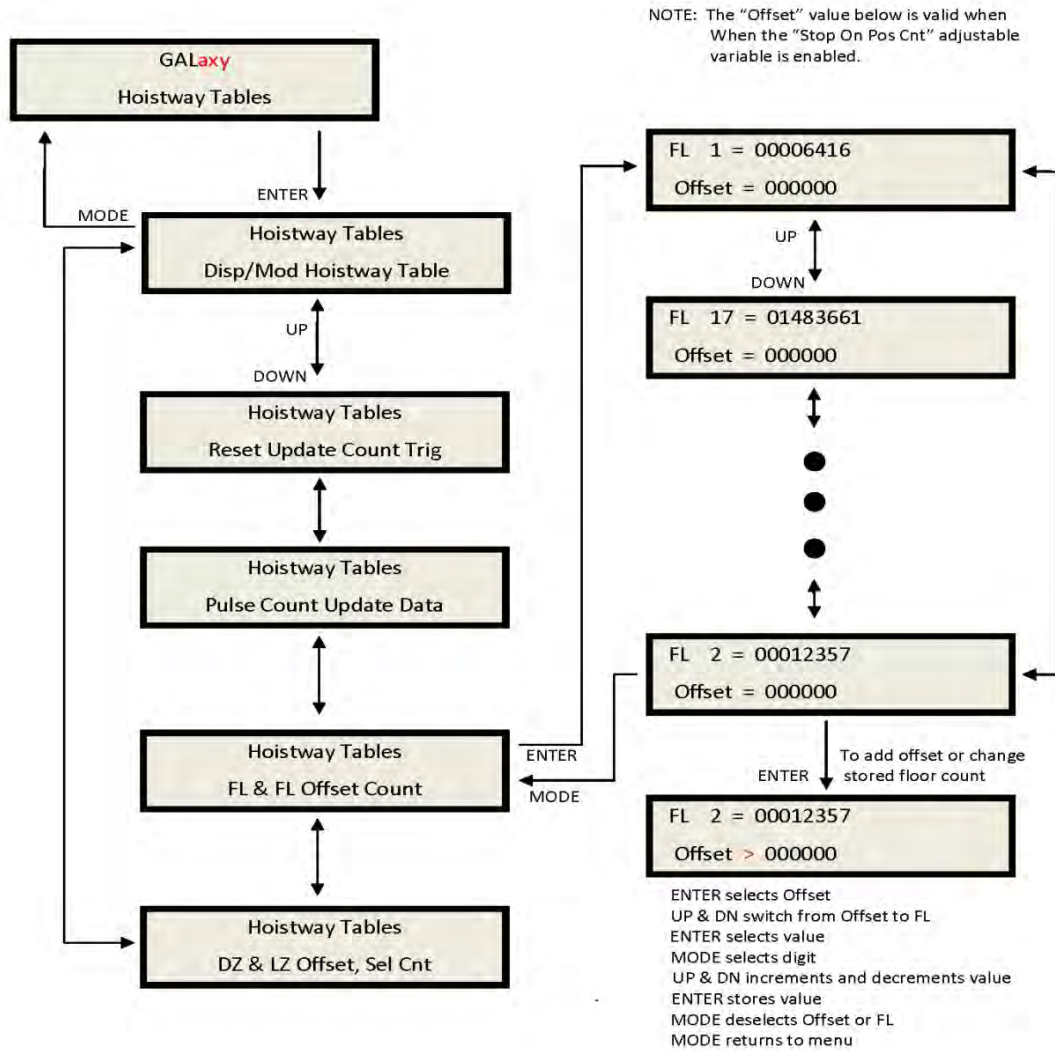 NOTE: The “Offset” value below is valid when
When the “Stop On Pos Cnt” adjustable
variable is enabled.
GALaxy
Hoistway Tables
ENTER
MODE
Hoistway Tables
Disp/Mod Hoistway Table
UP
DOWN
Hoistway Tables
Reset Update Count Trig
Hoistway Tables
Pulse Count Update Data
Hoistway Tables
FL & FL Offset Count
ENTER
MODE
Hoistway Tables
DZ & LZ Offset, Sel Cnt
FL 1 = 00006416
Offset = 000000
UP
DOWN
FL 17 = 01483661
Offset = 000000
FL 2 = 00012357
Offset = 000000
ENTER
To add offset or change
stored floor count
FL 2 = 00012357
Offset > 000000
ENTER selects Offset
UP & DN switch from Offset to FL
ENTER selects value
MODE selects digit
UP & DN increments and decrements value
ENTER stores value
MODE deselects Offset or FL
MODE returns to menu